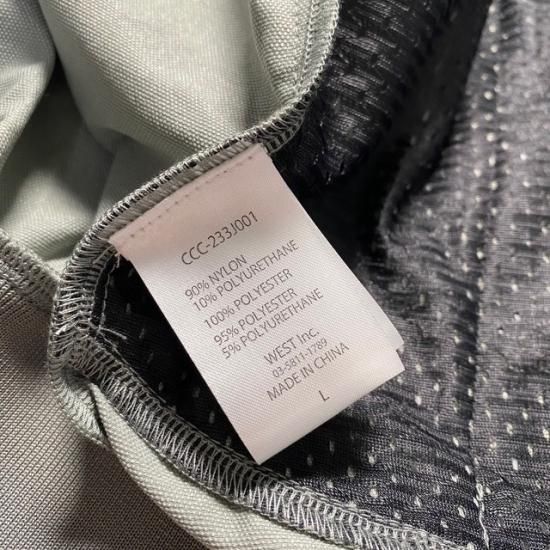 CCC-233J001
90% NYLON
10% POLYURETHANE
100% POLYESTER
95% POLYESTER
5% POLYURETHANE
WEST Inc.
03-5811-1789
MADE IN CHINA
L